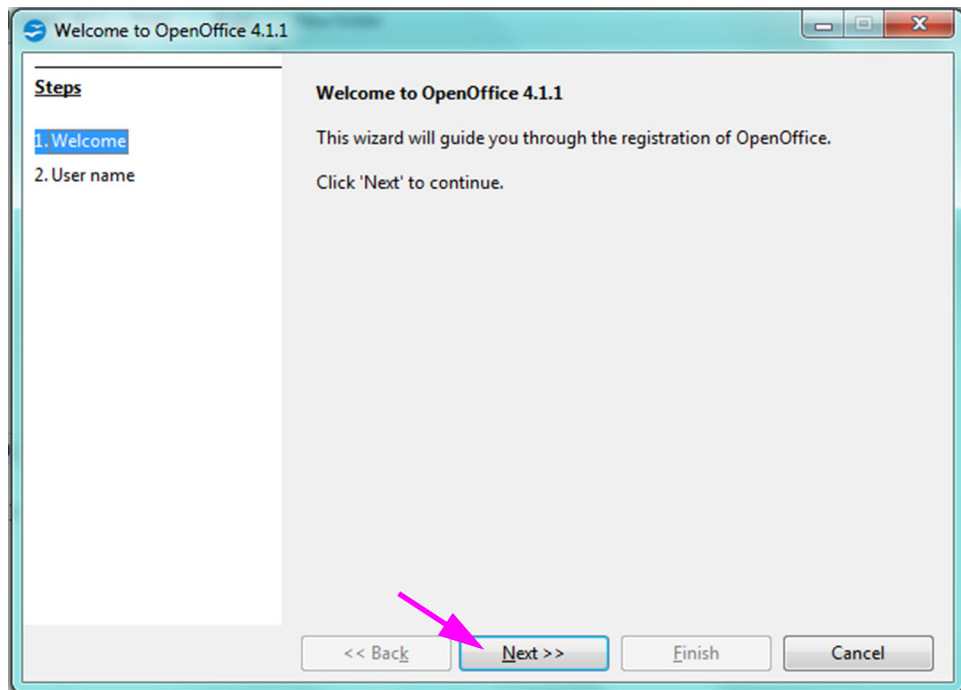 Welcome to OpenOffice 4.1.1
Steps
1. Welcome
2. User name
Welcome to OpenOffice 4.1.1
This wizard will guide you through the registration of OpenOffice.
Click 'Next' to continue.
<< Back Next >> Finish Cancel